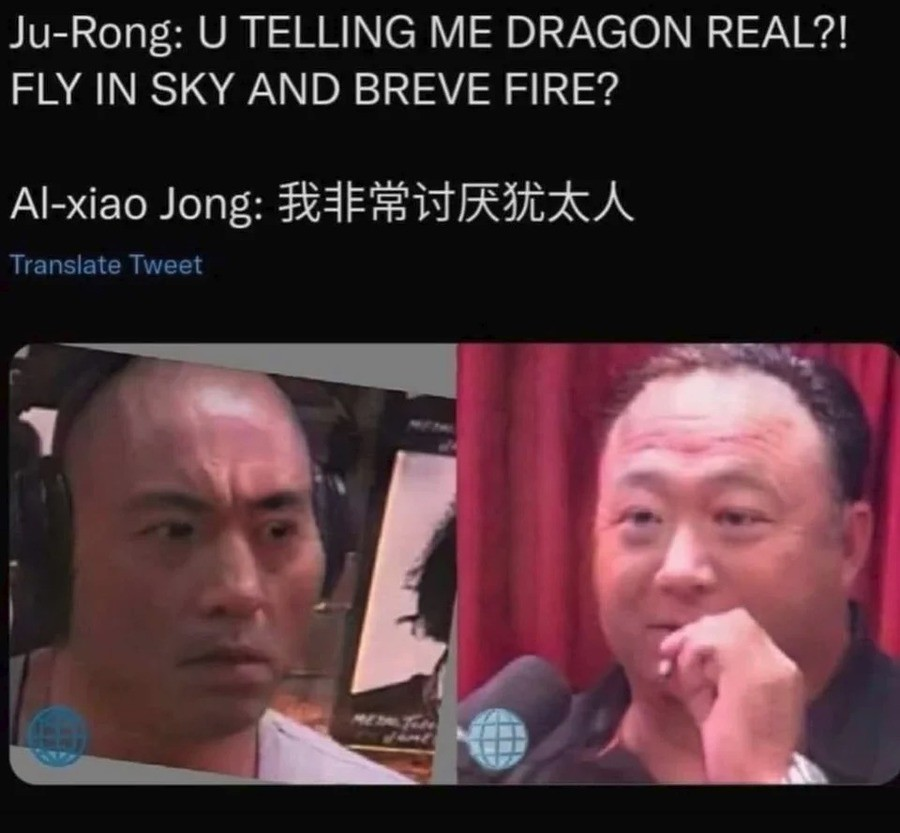 Ju-Rong: U TELLING ME DRAGON REAL?!
FLY IN SKY AND BREVE FIRE?
Al-xiao Jong: 我非常讨厌犹太人
Translate Tweet